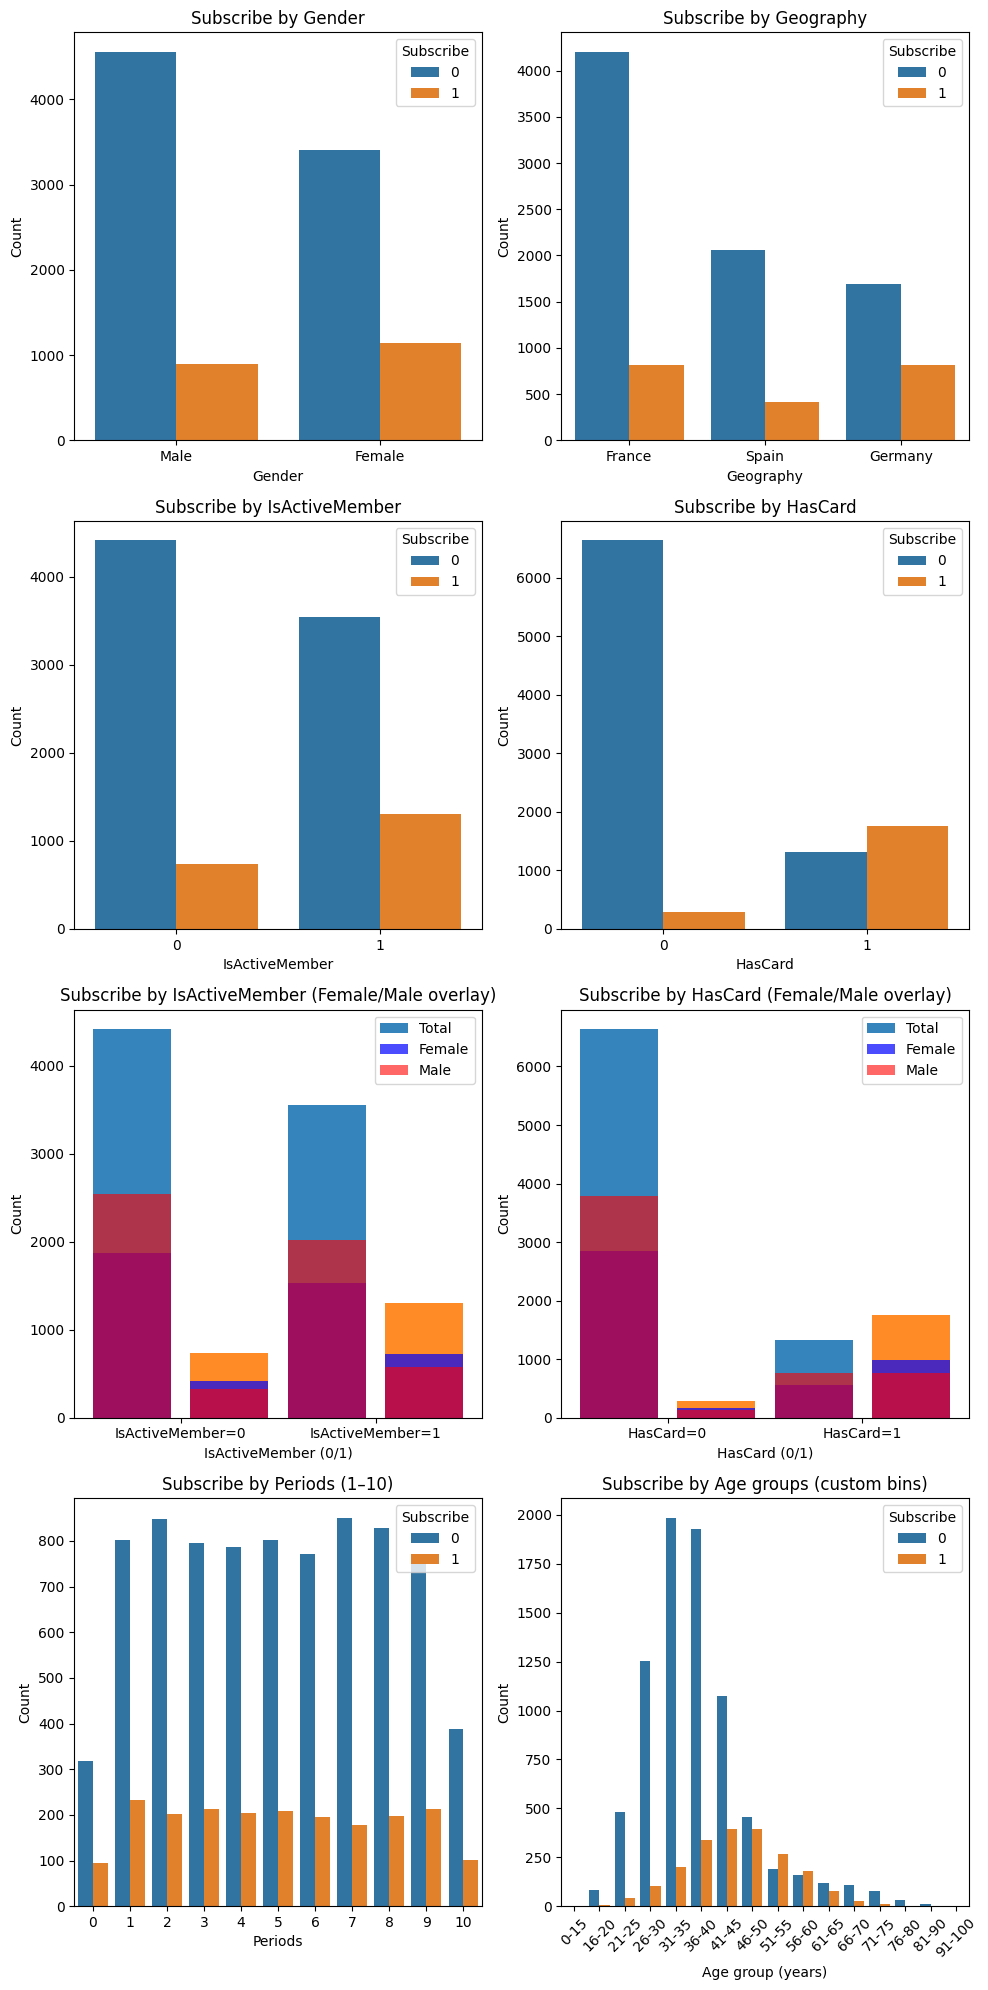 Subscribe by Gender
Count
4000
3000
2000
1000
0
Male
Female
Gender
Subscribe
0
1
Subscribe by Geography
Count
4000
3500
3000
2500
2000
1500
1000
500
0
France
Spain
Germany
Geography
Subscribe
0
1
Subscribe by IsActiveMember
Count
4000
3000
2000
1000
0
0
1
IsActiveMember
Subscribe
0
1
Subscribe by HasCard
Count
6000
5000
4000
3000
2000
1000
0
0
1
HasCard
Subscribe
0
1
Subscribe by IsActiveMember (Female/Male overlay)
Count
4000
3000
2000
1000
0
IsActiveMember=0
IsActiveMember=1
IsActiveMember (0/1)
Total
Female
Male
Subscribe by HasCard (Female/Male overlay)
Count
6000
5000
4000
3000
2000
1000
0
HasCard=0
HasCard=1
HasCard (0/1)
Total
Female
Male
Subscribe by Periods (1–10)
Count
800
700
600
500
400
300
200
100
0
0 1 2 3 4 5 6 7 8 9 10
Periods
Subscribe
0
1
Subscribe by Age groups (custom bins)
Count
2000
1750
1500
1250
1000
750
500
250
0
0-15
16-20
21-25
26-30
31-35
36-40
41-45
46-50
51-55
56-60
61-65
66-70
71-75
76-80
81-90
91-100
Age group (years)
Subscribe
0
1